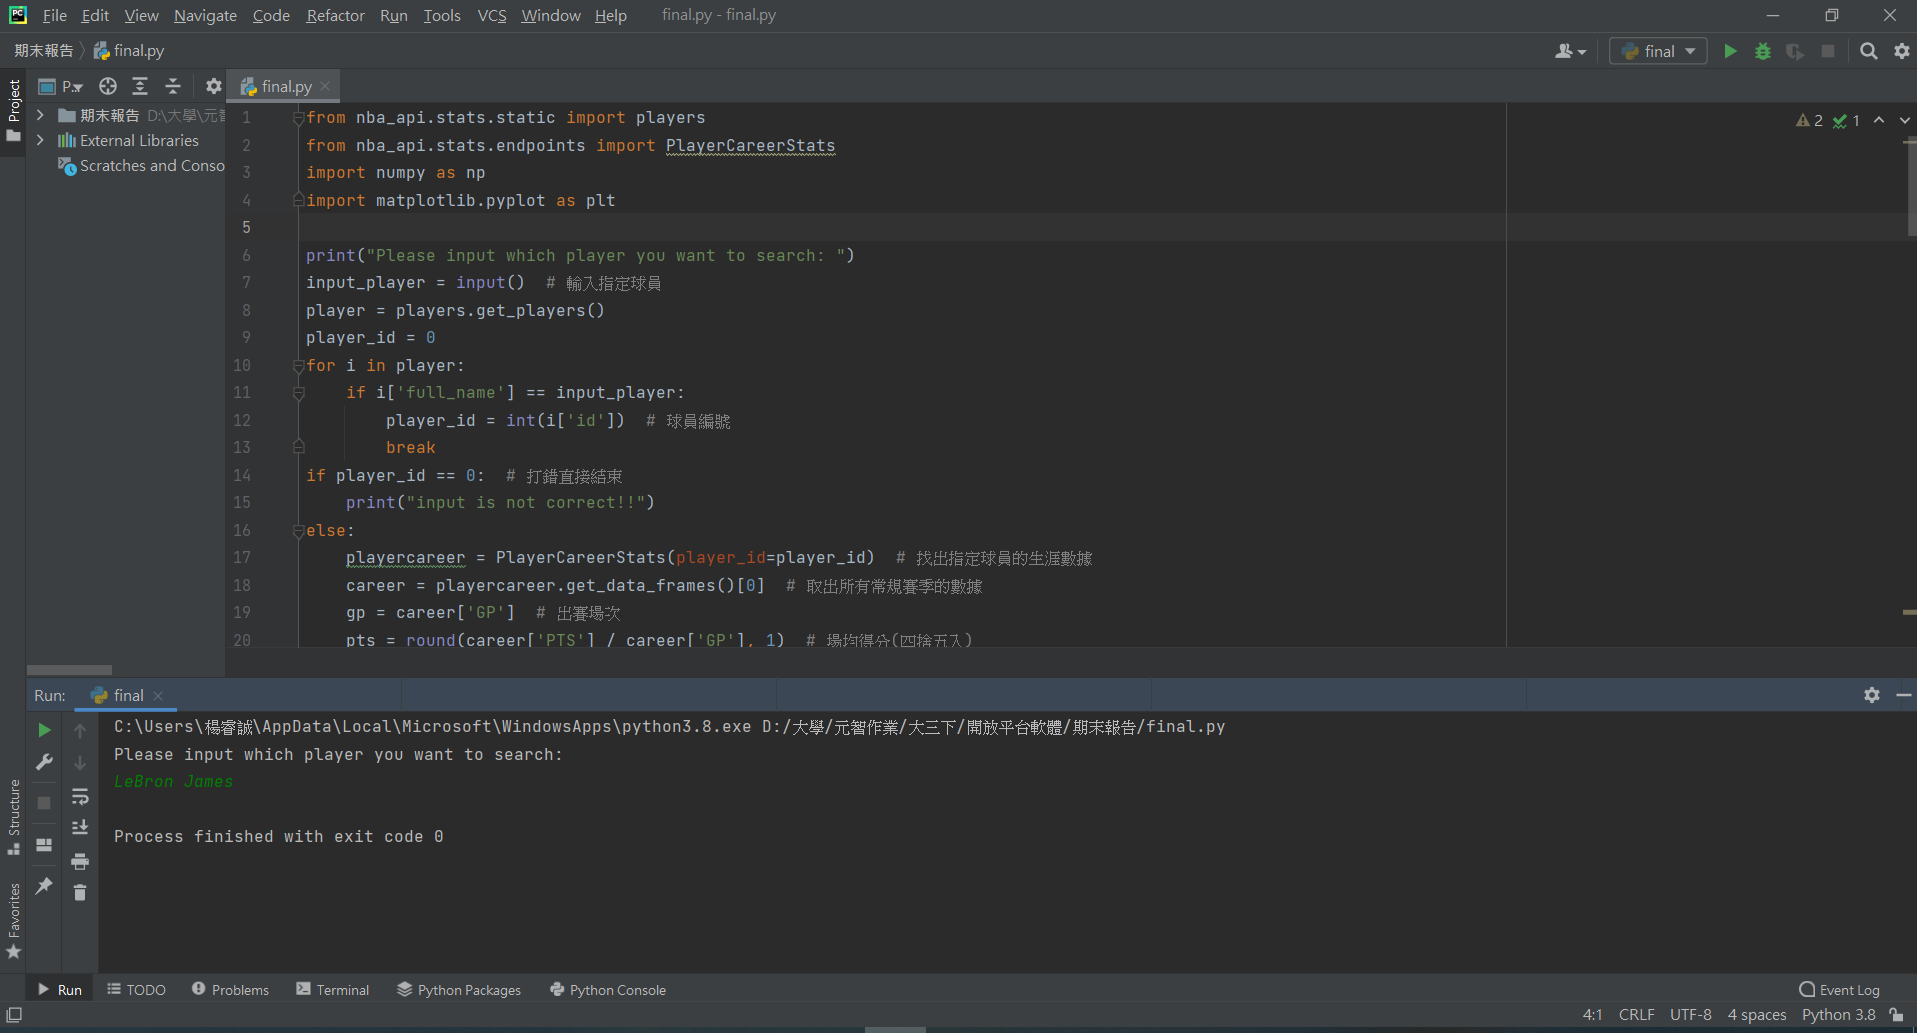 File Edit View Navigate Code Refactor Run Tools VCS Window Help final.py - final.py
期末報告 final.py final
Project P.. final.py
期末報告 D:\大學\元智
External Libraries
Scratches and Conso
2 1
1 from nba_api.stats.static import players
2 from nba_api.stats.endpoints import PlayerCareerStats
3 import numpy as np
4 import matplotlib.pyplot as plt
5
6 print("Please input which player you want to search: ")
7 input_player = input()  # 輸入指定球員
8 player = players.get_players()
9 player_id = 0
10 for i in player:
11     if i['full_name'] == input_player:
12         player_id = int(i['id'])  # 球員編號
13         break
14 if player_id == 0:  # 打錯直接結束
15     print("input is not correct!!")
16 else:
17     playercareer = PlayerCareerStats(player_id=player_id)  # 找出指定球員的生涯數據
18     career = playercareer.get_data_frames()[0]  # 取出所有常規賽季的數據
19     gp = career['GP']  # 出賽場次
20     pts = round(career['PTS'] / career['GP'], 1)  # 場均得分(四捨五入)
Run: final
C:\Users\楊睿誠\AppData\Local\Microsoft\WindowsApps\python3.8.exe D:/大學/元智作業/大三下/開放平台軟體/期末報告/final.py
Please input which player you want to search:
LeBron James
Process finished with exit code 0
Structure
Favorites
Run TODO Problems Terminal Python Packages Python Console Event Log
4:1 CRLF UTF-8 4 spaces Python 3.8